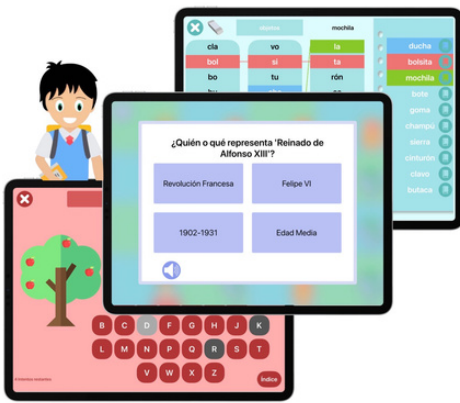 objetos mochila
cla vo la
bol si ta
bo tu rón
ducha
bolsita
mochila
bote
goma
champú
sierra
cinturón
clavo
butaca
¿Quién o qué representa 'Reinado de
Alfonso XIII'?
Revolución Francesa Felipe VI
1902-1931 Edad Media
B C D F G H J K
L M N P Q R S T
V W X Z
Índice